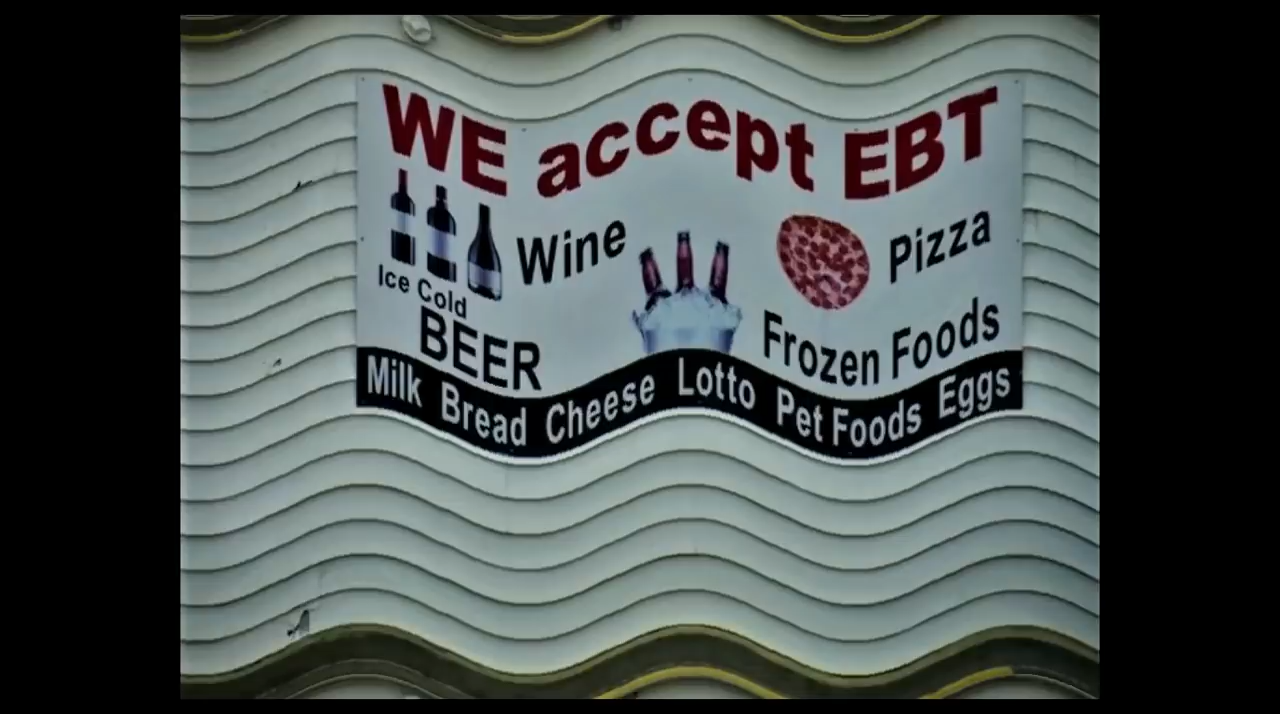 WE accept EBT
Wine
Pizza
Ice Cold
BEER
Frozen Foods
Milk Bread Cheese Lotto Pet Foods Eggs